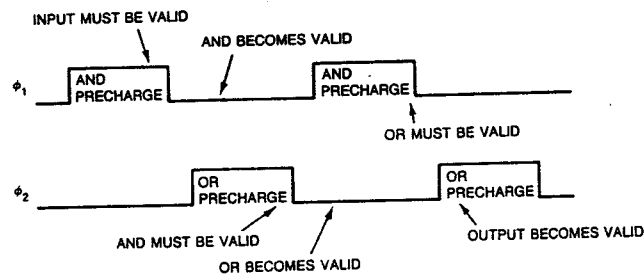 INPUT MUST BE VALID
AND BECOMES VALID
ϕ1
AND
PRECHARGE
AND
PRECHARGE
OR MUST BE VALID
ϕ2
OR
PRECHARGE
OR
PRECHARGE
AND MUST BE VALID
OUTPUT BECOMES VALID
OR BECOMES VALID